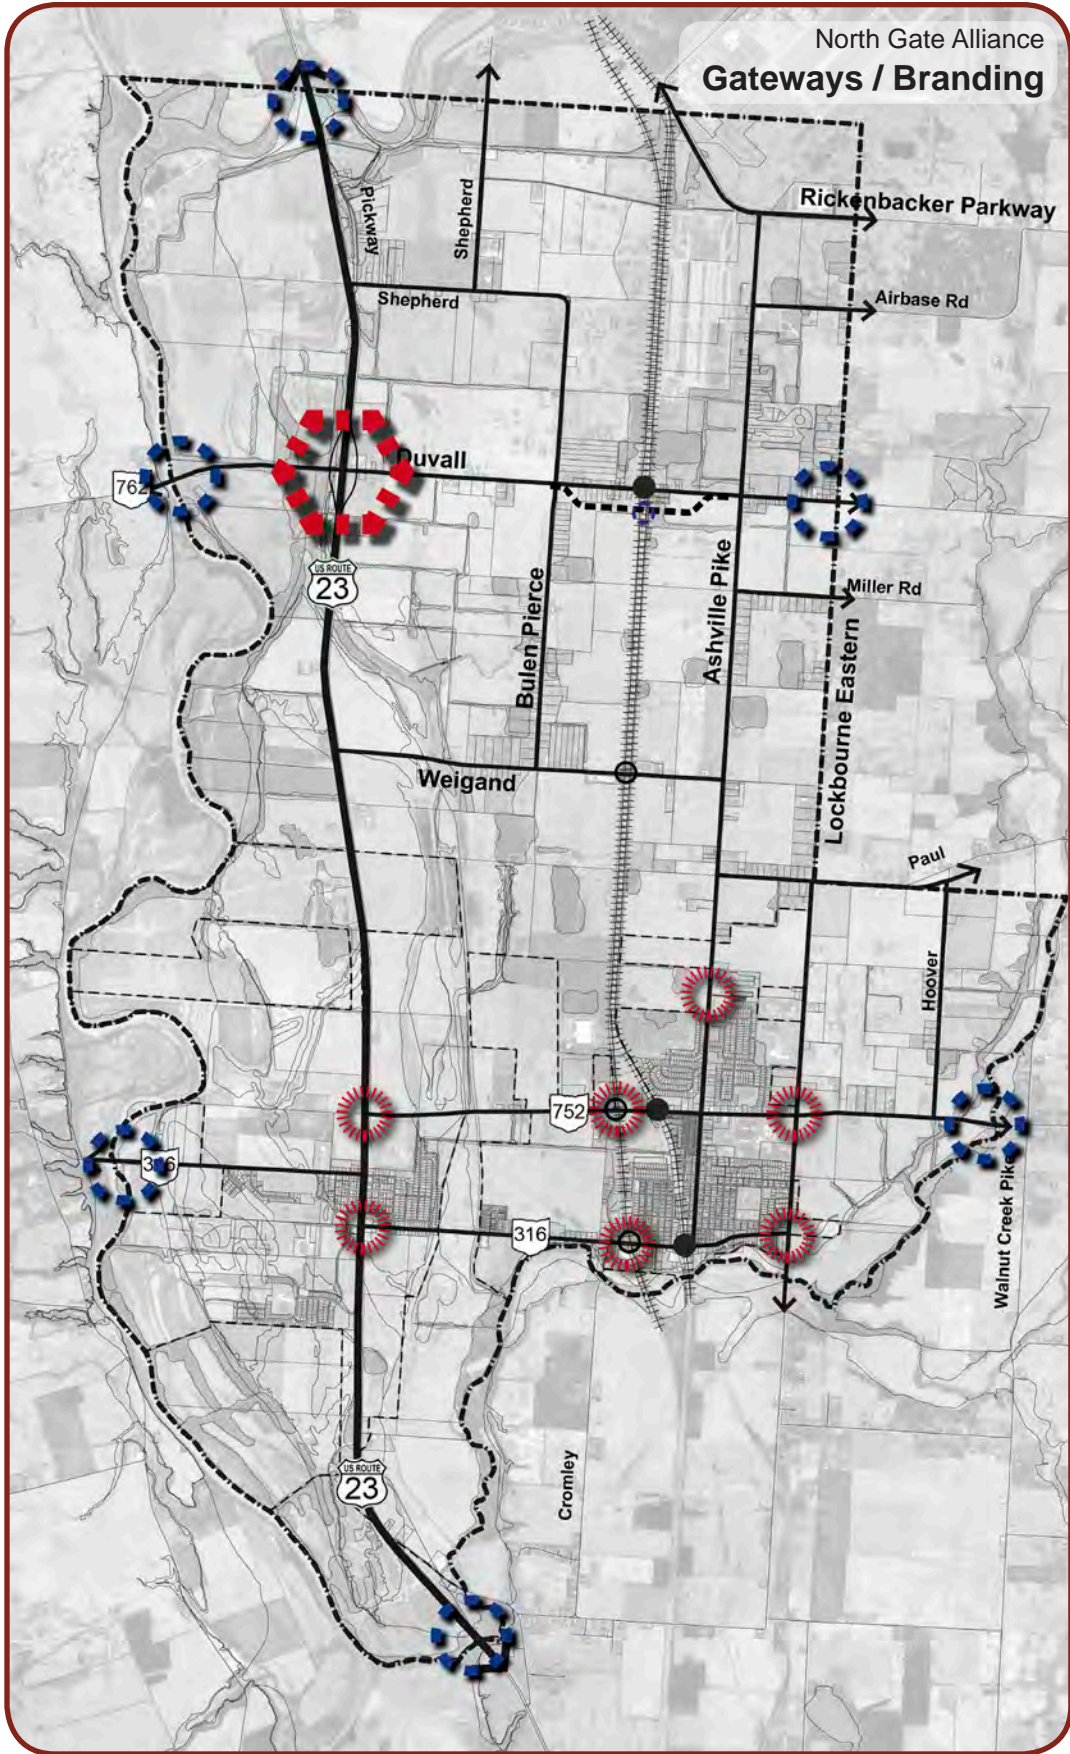 North Gate Alliance
Gateways / Branding
Pickway
Shepherd
Rickenbacker Parkway
Shepherd
Airbase Rd
Duvall
762
US ROUTE
23
Bulen Pierce
Ashville Pike
Miller Rd
Lockbourne Eastern
Weigand
Paul
Hoover
752
316
316
Walnut Creek Pike
US ROUTE
23
Cromley